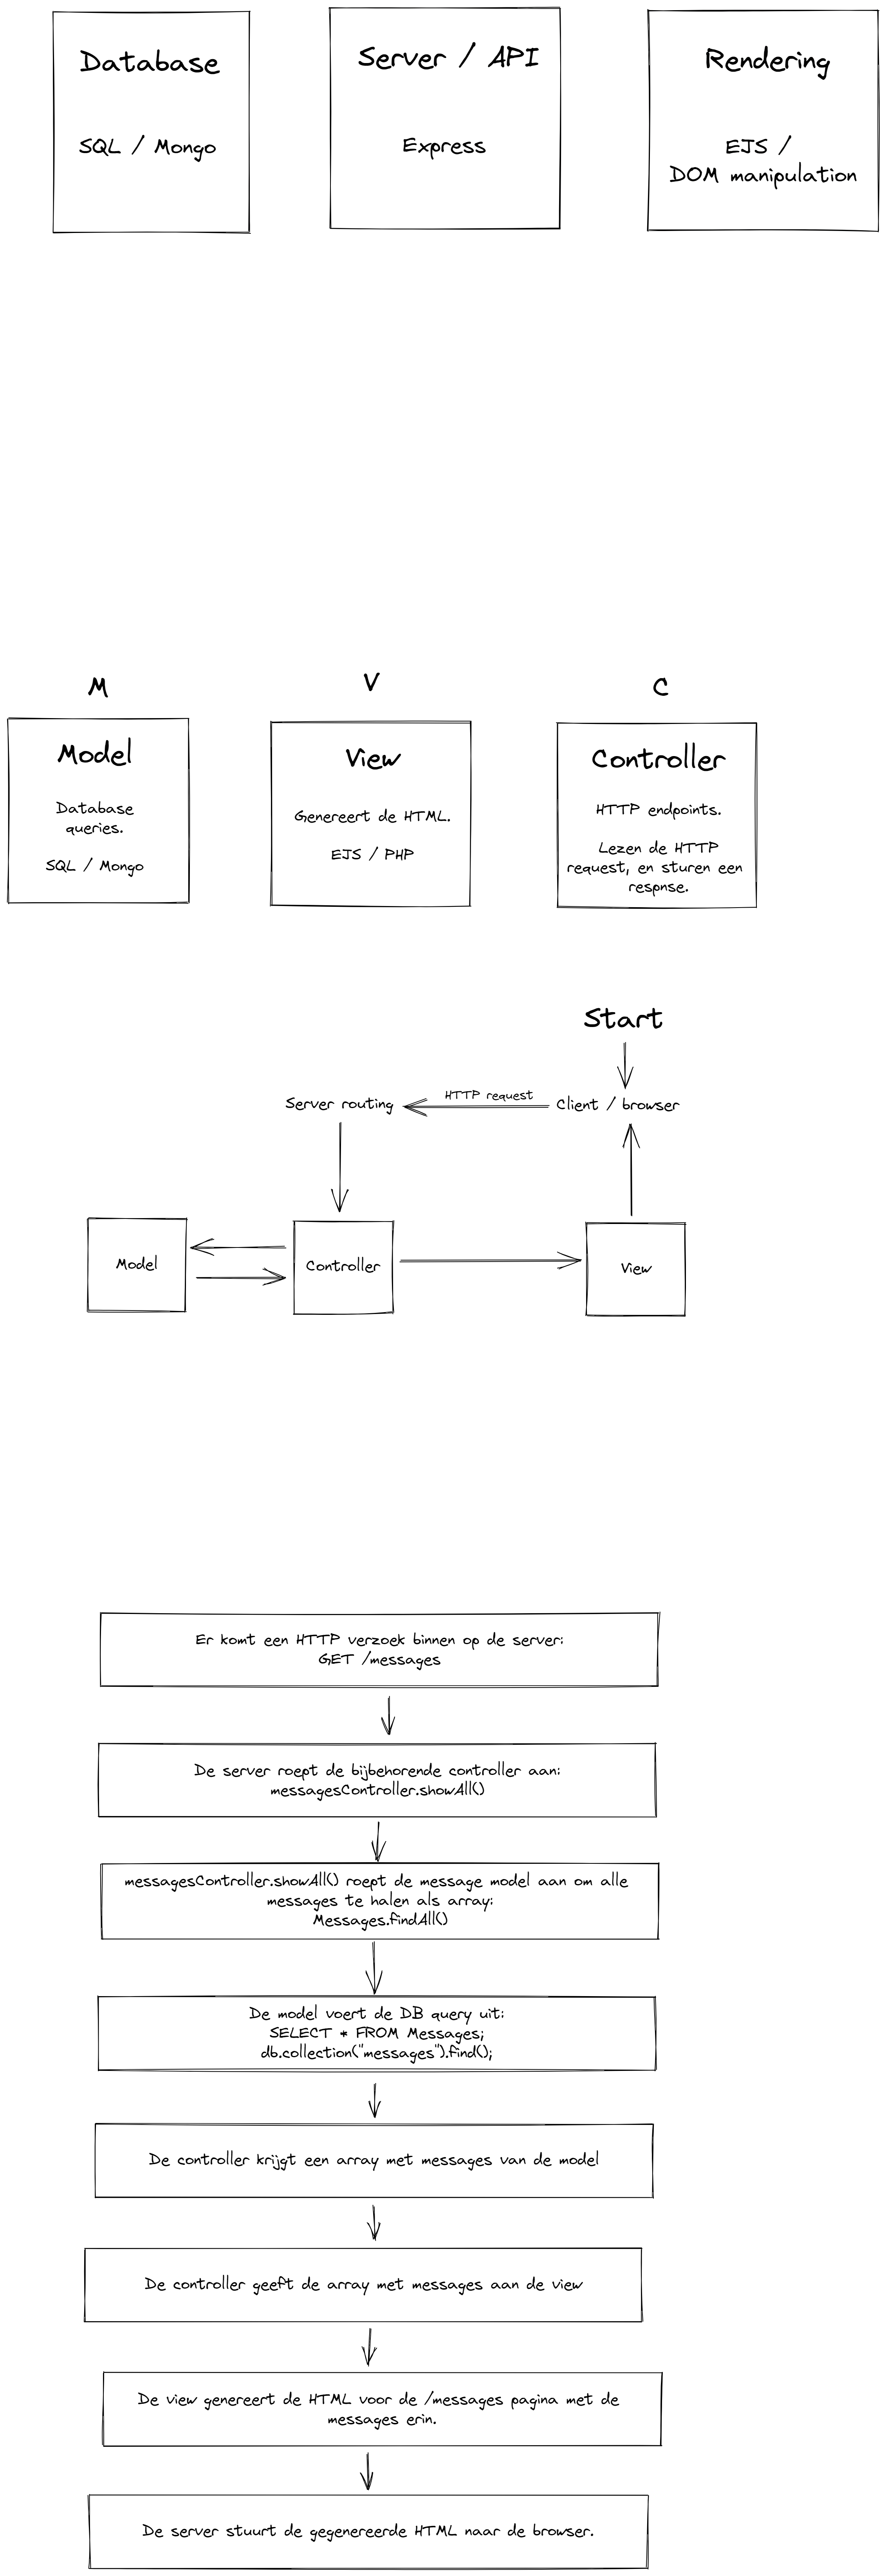 Database
SQL / Mongo
Server / API
Express
Rendering
EJS /
DOM manipulation
M
V
C
Model
Database
queries.
SQL / Mongo
View
Genereert de HTML.
EJS / PHP
Controller
HTTP endpoints.
Lezen de HTTP
request, en sturen een
respnse.
Start
Server routing
HTTP request
Client / browser
Model
Controller
View
Er komt een HTTP verzoek binnen op de server:
GET /messages
De server roept de bijbehorende controller aan:
messagesController.showAll()
messagesController.showAll() roept de message model aan om alle
messages te halen als array:
Messages.findAll()
De model voert de DB query uit:
SELECT * FROM Messages;
db.collection("messages").find();
De controller krijgt een array met messages van de model
De controller geeft de array met messages aan de view
De view genereert de HTML voor de /messages pagina met de
messages erin.
De server stuurt de gegenereerde HTML naar de browser.